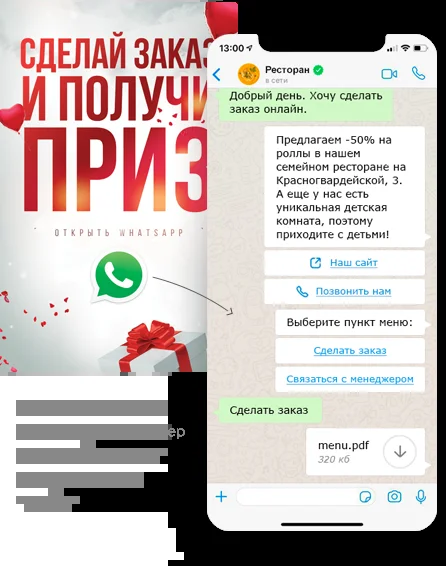 СДЕЛАЙ ЗАКАЗ
И ПОЛУЧИ
ПРИЗ
ОТКРЫТЬ WHATSAPP
13:00
Ресторан
в сети
Добрый день. Хочу сделать
заказ онлайн.
Предлагаем -50% на
роллы в нашем
семейном ресторане на
Красногвардейской, 3.
А еще у нас есть
уникальная детская
комната, поэтому
приходите с детьми!
Наш сайт
Позвонить нам
Выберите пункт меню:
Сделать заказ
Связаться с менеджером
Сделать заказ
menu.pdf
320 кб